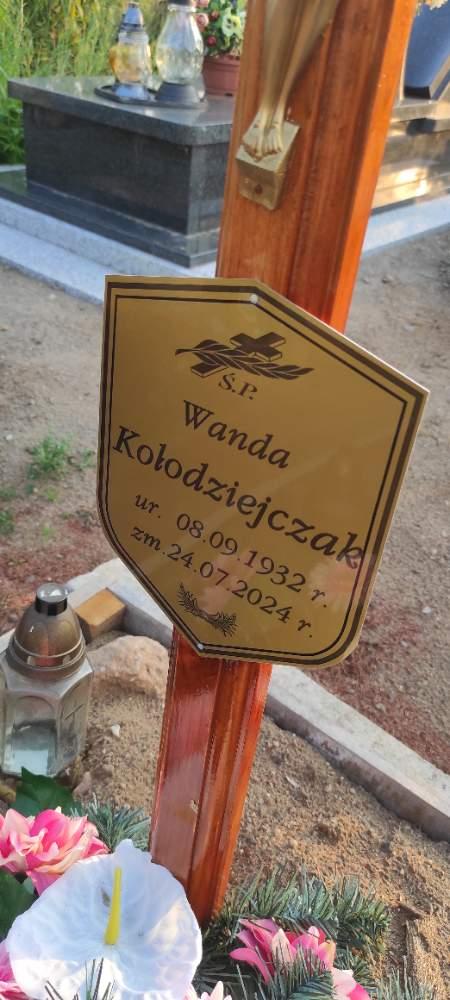 Ś.P.
Wanda
Kołodziejczak
ur. 08.09.1932 r.
zm.24.07.2024 r.